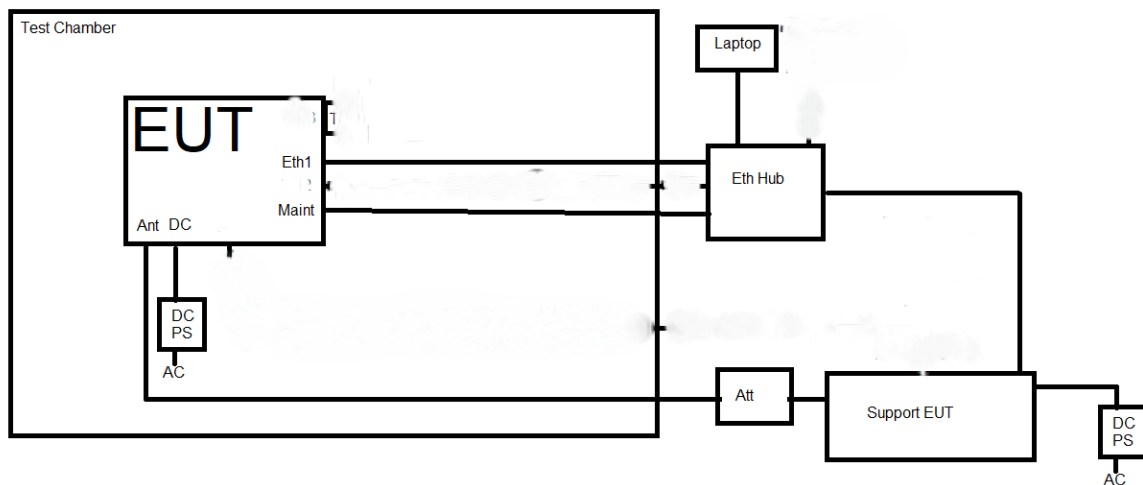 Test Chamber
Laptop
EUT
Eth1
Eth Hub
Maint
Ant DC
DC
PS
AC
Att
Support EUT
DC
PS
AC